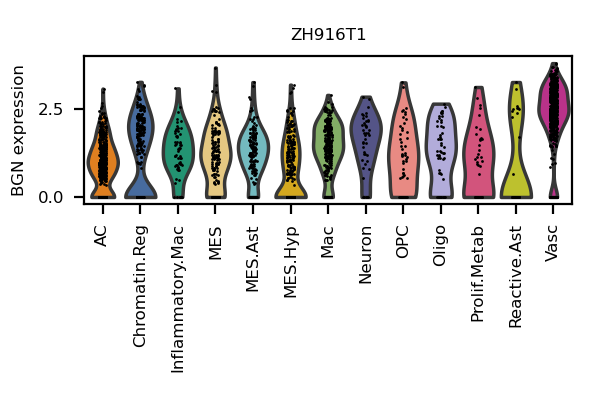 ZH916T1
BGN expression
2.5
0.0
AC
Chromatin.Reg
Inflammatory.Mac
MES
MES.Ast
MES.Hyp
Mac
Neuron
OPC
Oligo
Prolif.Metab
Reactive.Ast
Vasc